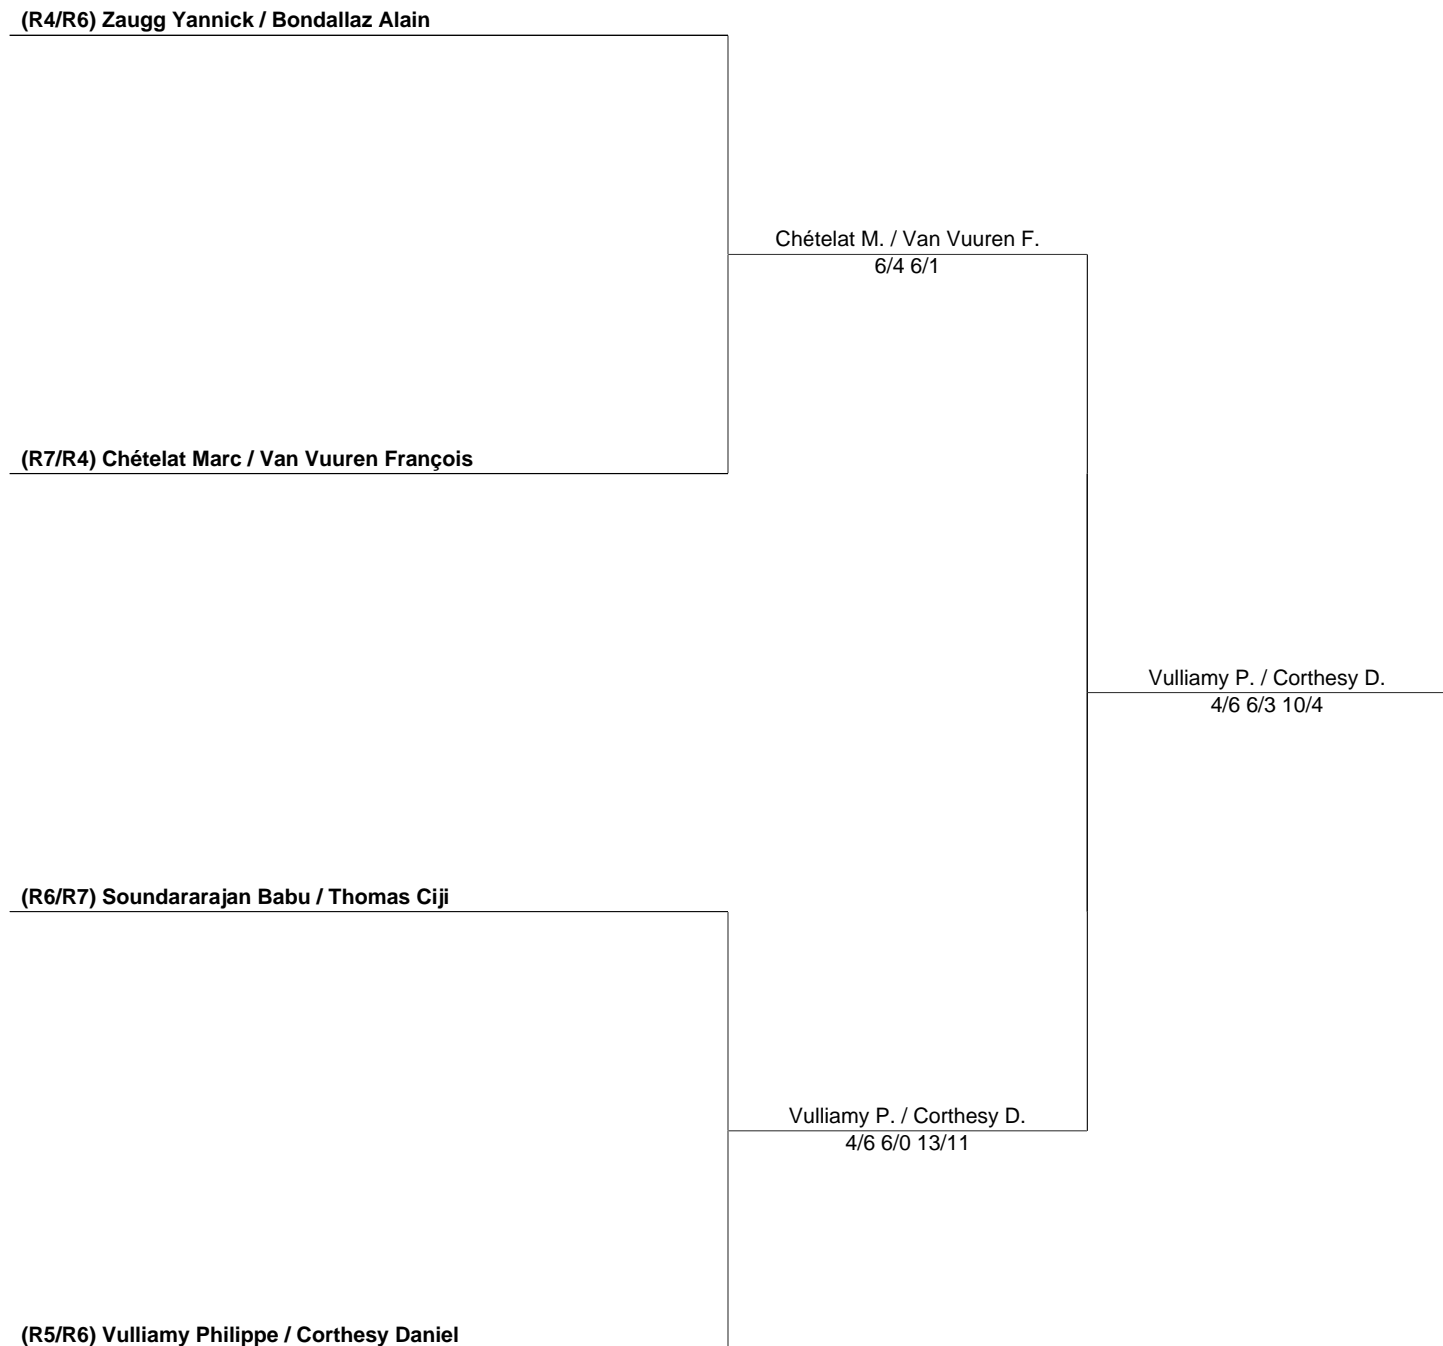 (R4/R6) Zaugg Yannick / Bondallaz Alain
Chételat M. / Van Vuuren F.
6/4 6/1
(R7/R4) Chételat Marc / Van Vuuren François
Vulliamy P. / Corthesy D.
4/6 6/3 10/4
(R6/R7) Soundararajan Babu / Thomas Ciji
Vulliamy P. / Corthesy D.
4/6 6/0 13/11
(R5/R6) Vulliamy Philippe / Corthesy Daniel